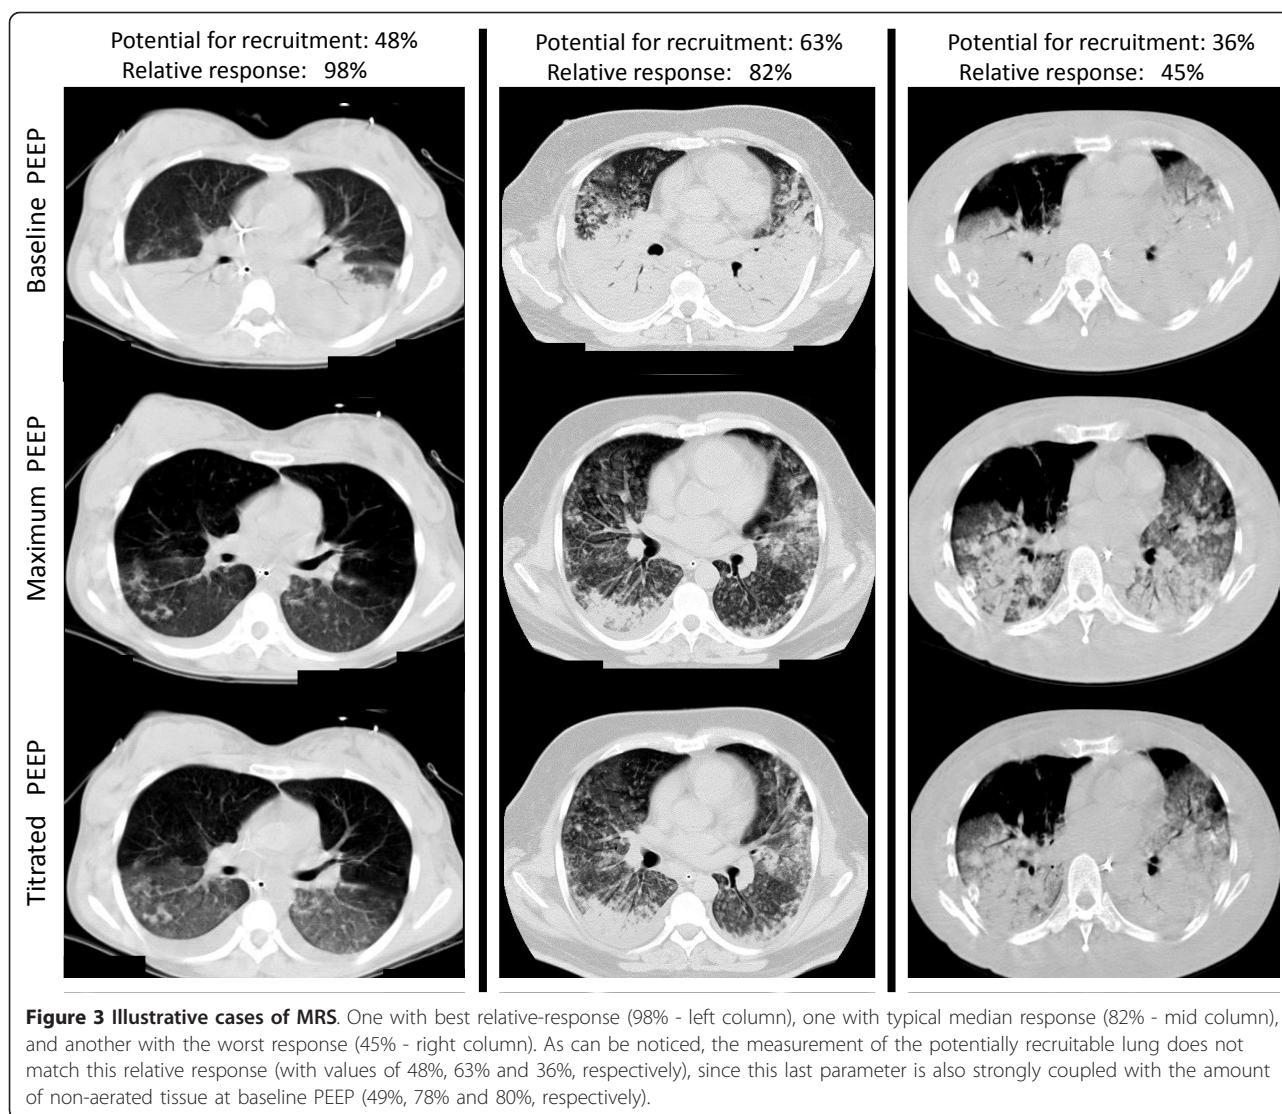 Potential for recruitment: 48%
Relative response: 98%
Potential for recruitment: 63%
Relative response: 82%
Potential for recruitment: 36%
Relative response: 45%
Baseline PEEP
Maximum PEEP
Titrated PEEP
Figure 3 Illustrative cases of MRS. One with best relative-response (98% - left column), one with typical median response (82% - mid column),
and another with the worst response (45% - right column). As can be noticed, the measurement of the potentially recruitable lung does not
match this relative response (with values of 48%, 63% and 36%, respectively), since this last parameter is also strongly coupled with the amount
of non-aerated tissue at baseline PEEP (49%, 78% and 80%, respectively).